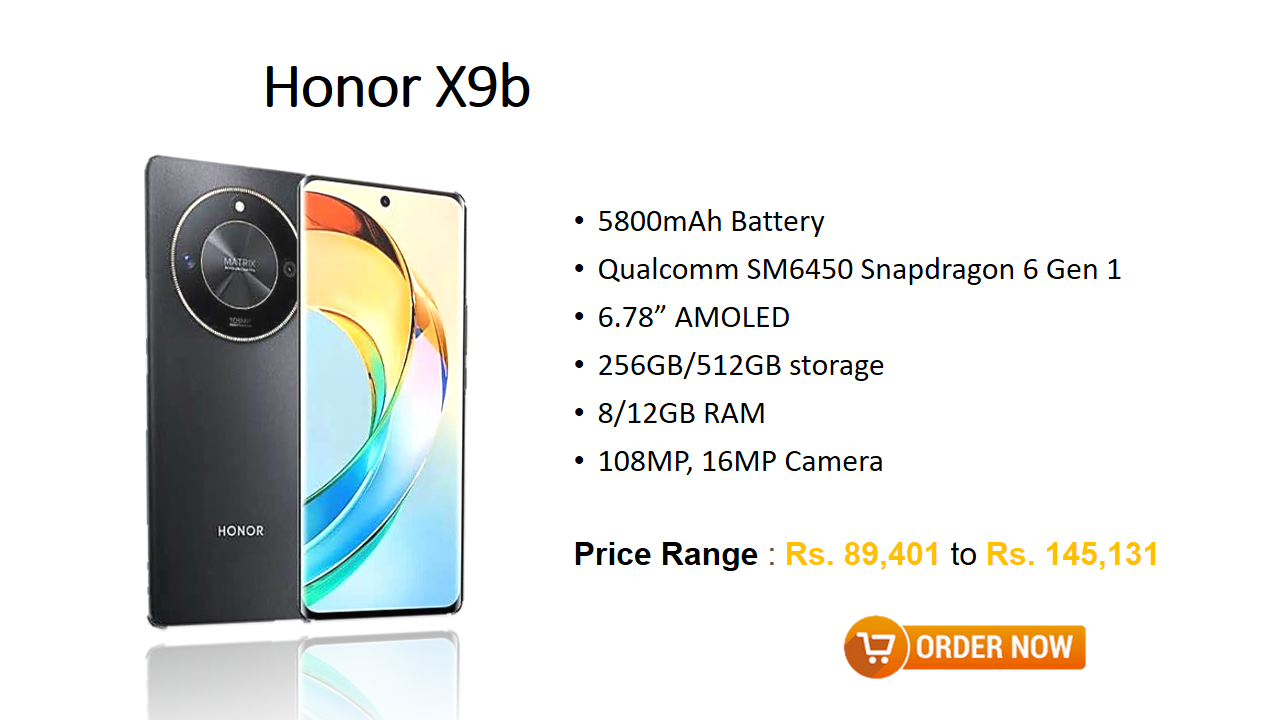 Honor X9b
MATRIX
108MP
HONOR
• 5800mAh Battery
• Qualcomm SM6450 Snapdragon 6 Gen 1
• 6.78” AMOLED
• 256GB/512GB storage
• 8/12GB RAM
• 108MP, 16MP Camera
Price Range : Rs. 89,401 to Rs. 145,131
ORDER NOW